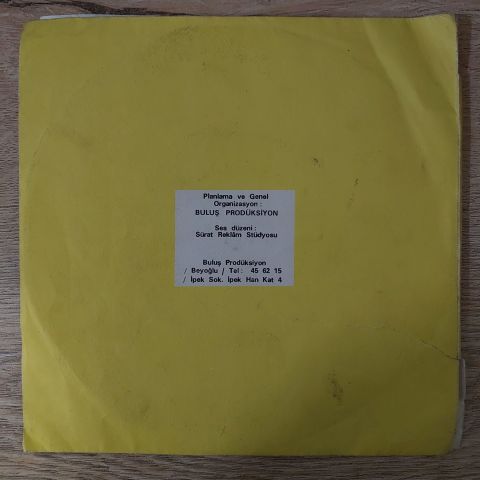 Planlama ve Genel
Organizasyon :
BULUŞ PRODÜKSİYON
Ses düzeni :
Sürat Reklâm Stüdyosu
Buluş Prodüksiyon
/ Beyoğlu / Tel : 45 62 15
/ İpek Sok. İpek Han Kat 4